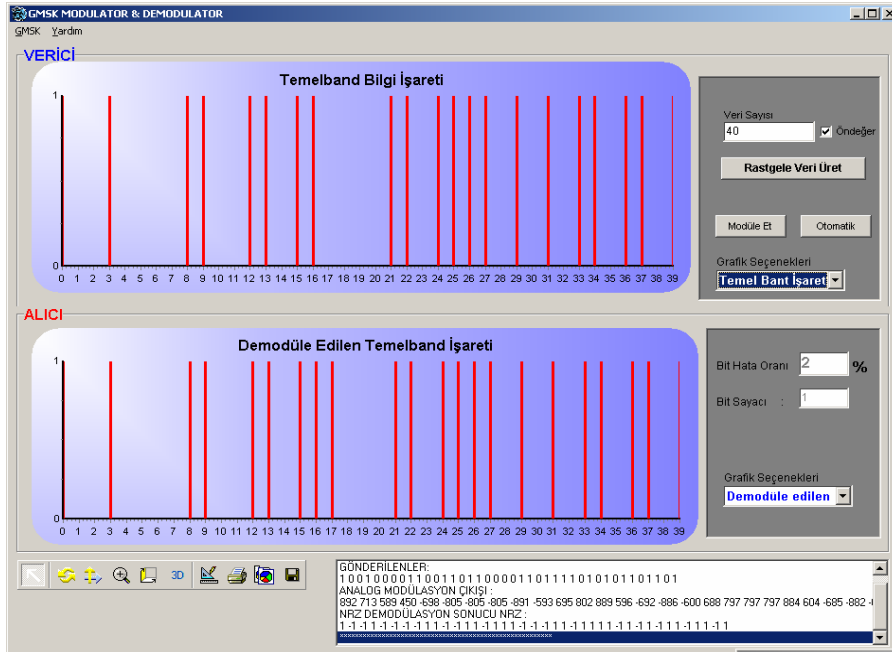 GMSK MODULATOR & DEMODULATOR
GMSK Yardım
VERİCİ
Temelband Bilgi İşareti
1
0
0 1 2 3 4 5 6 7 8 9 10 11 12 13 14 15 16 17 18 19 20 21 22 23 24 25 26 27 28 29 30 31 32 33 34 35 36 37 38 39
Veri Sayısı
40 Öndeğer
Rastgele Veri Üret
Modüle Et Otomatik
Grafik Seçenekleri
Temel Bant İşaret
ALICI
Demodüle Edilen Temelband İşareti
1
0
0 1 2 3 4 5 6 7 8 9 10 11 12 13 14 15 16 17 18 19 20 21 22 23 24 25 26 27 28 29 30 31 32 33 34 35 36 37 38 39
Bit Hata Oranı 2 %
Bit Sayacı : 1
Grafik Seçenekleri
Demodüle edilen
3D
GÖNDERİLENLER:
1 0 0 1 0 0 0 0 1 1 0 0 1 1 0 1 1 0 0 0 0 1 1 0 1 1 1 1 0 1 0 1 0 1 1 0 1 1 0 1
ANALOG MODÜLASYON ÇIKIŞI :
892 713 589 450 -698 -805 -805 -805 -891 -593 695 802 889 596 -692 -886 -600 688 797 797 797 884 604 -685 -882
NRZ DEMODÜLASYON SONUCU NRZ :